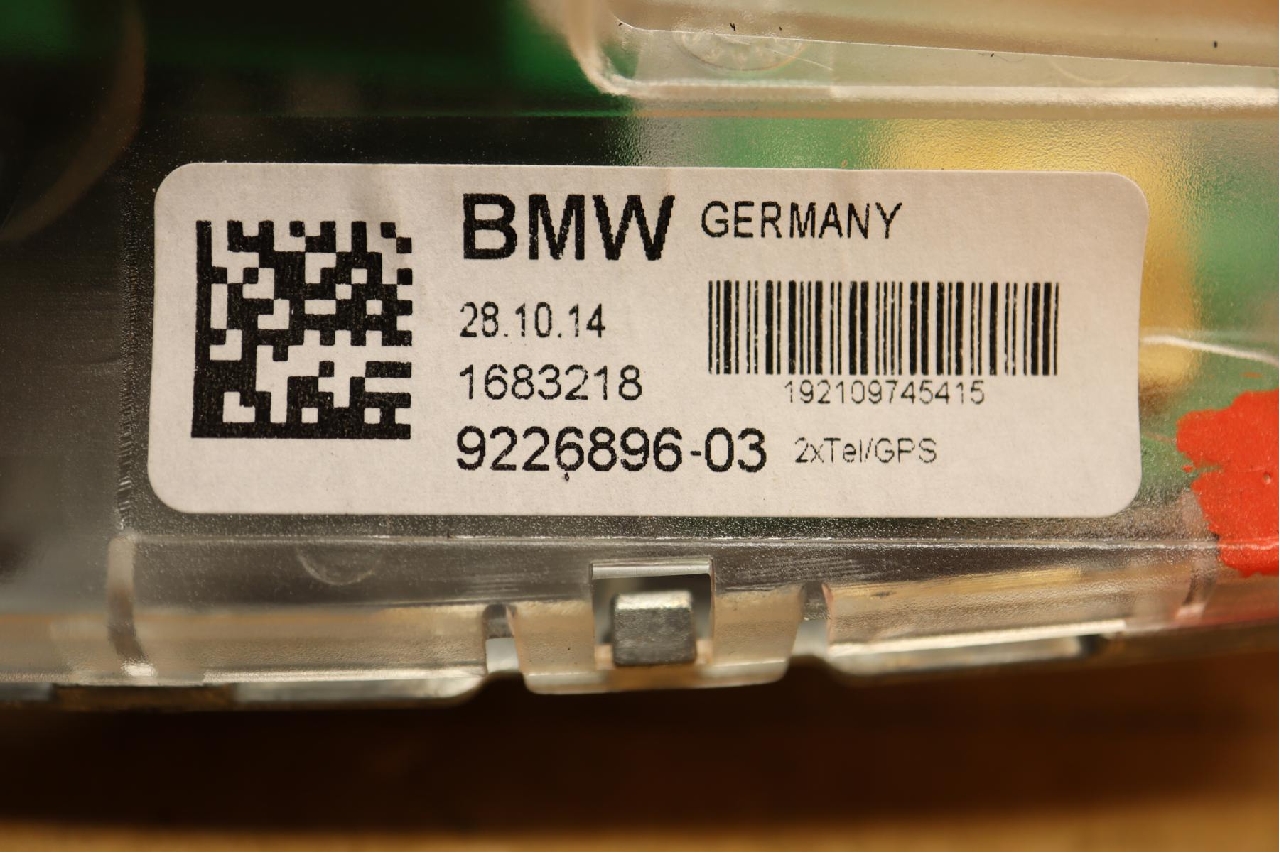 BMW GERMANY
28.10.14
1683218
192109745415
9226896-03 2xTel/GPS